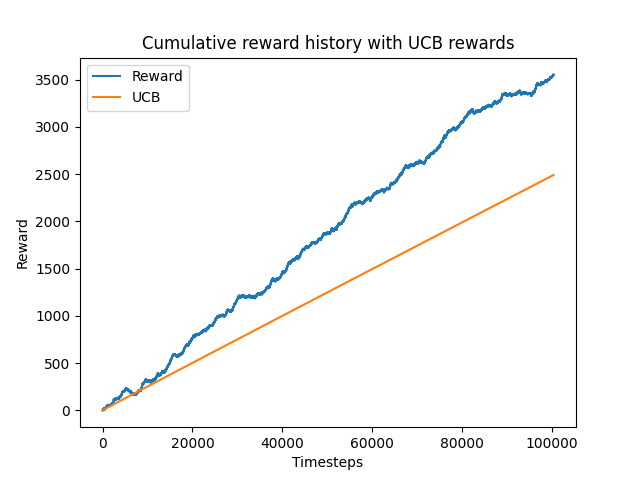 Cumulative reward history with UCB rewards
Reward
UCB
3500
3000
2500
2000
1500
1000
500
0
Reward
0 20000 40000 60000 80000 100000
Timesteps